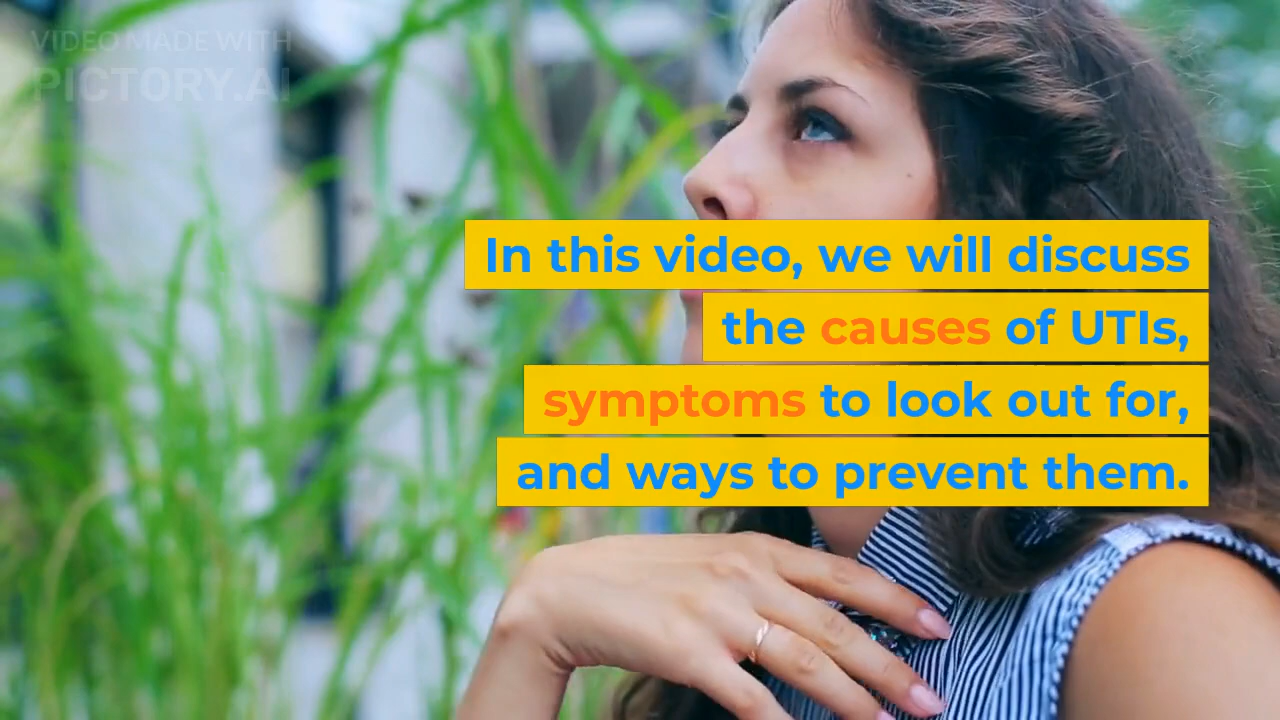 VIDEO MADE WITH
PICTORY.AI
In this video, we will discuss
the causes of UTIs,
symptoms to look out for,
and ways to prevent them.